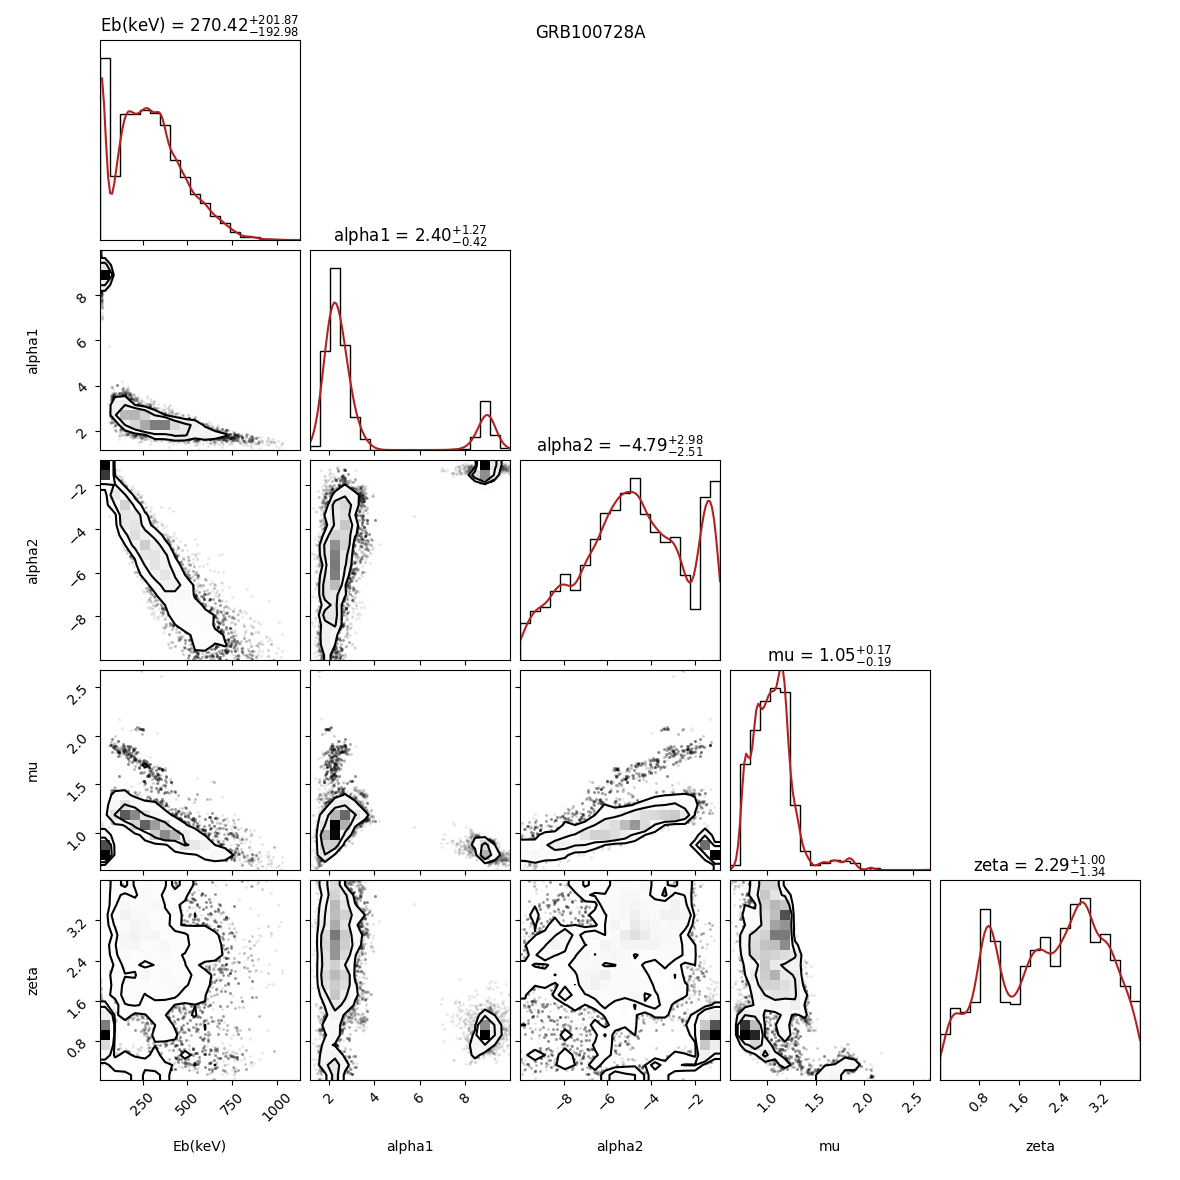 GRB100728A
Eb(keV) = 270.42+201.87−192.98
alpha1 = 2.40+1.27−0.42
alpha2 = −4.79+2.98−2.51
mu = 1.05+0.17−0.19
zeta = 2.29+1.00−1.34
alpha1
8
6
4
2
alpha2
−2
−4
−6
−8
mu
2.5
2.0
1.5
1.0
zeta
3.2
2.4
1.6
0.8
250 500 750 1000
2 4 6 8
−8 −6 −4 −2
1.0 1.5 2.0 2.5
0.8 1.6 2.4 3.2
Eb(keV) alpha1 alpha2 mu zeta